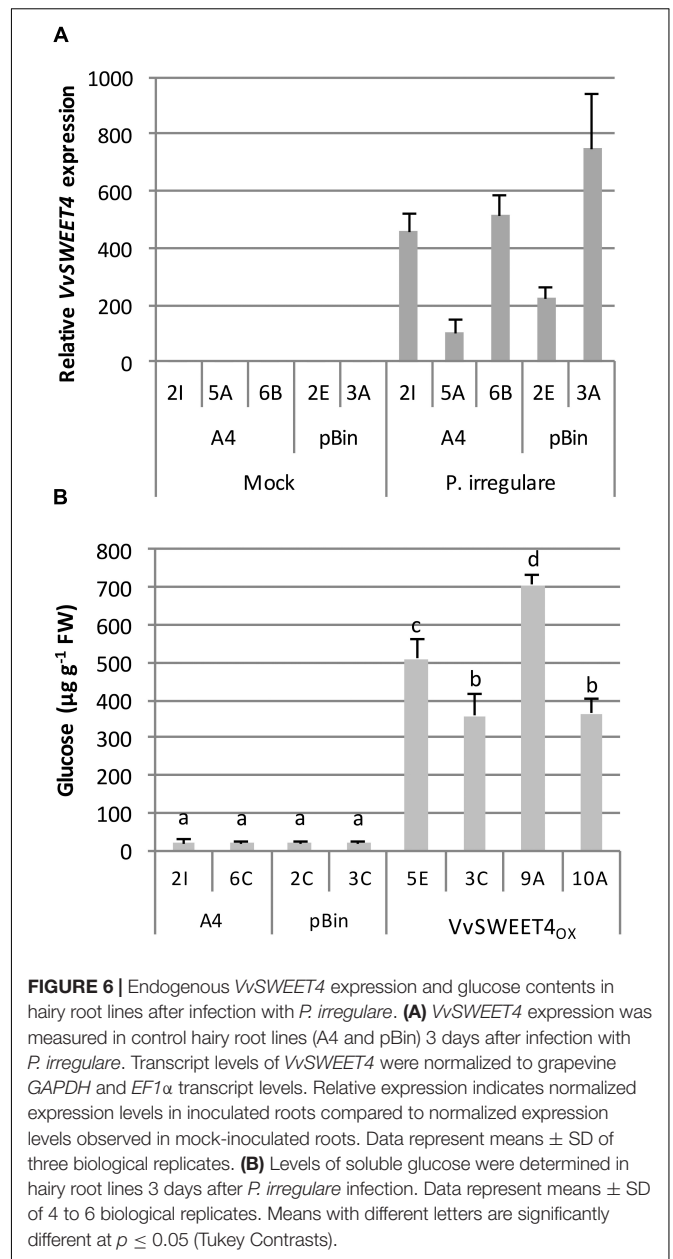 A
Relative VvSWEET4 expression
1000
800
600
400
200
0
2I 5A 6B 2E 3A 2I 5A 6B 2E 3A
A4 pBin A4 pBin
Mock P. irregulare
B
Glucose (µg g-1 FW)
800
700
600
500
400
300
200
100
0
a a a a c b d b
2I 6C 2C 3C 5E 3C 9A 10A
A4 pBin VvSWEET4OX
FIGURE 6 | Endogenous VvSWEET4 expression and glucose contents in
hairy root lines after infection with P. irregulare. (A) VvSWEET4 expression was
measured in control hairy root lines (A4 and pBin) 3 days after infection with
P. irregulare. Transcript levels of VvSWEET4 were normalized to grapevine
GAPDH and EF1α transcript levels. Relative expression indicates normalized
expression levels in inoculated roots compared to normalized expression
levels observed in mock-inoculated roots. Data represent means ± SD of
three biological replicates. (B) Levels of soluble glucose were determined in
hairy root lines 3 days after P. irregulare infection. Data represent means ± SD
of 4 to 6 biological replicates. Means with different letters are significantly
different at p ≤ 0.05 (Tukey Contrasts).